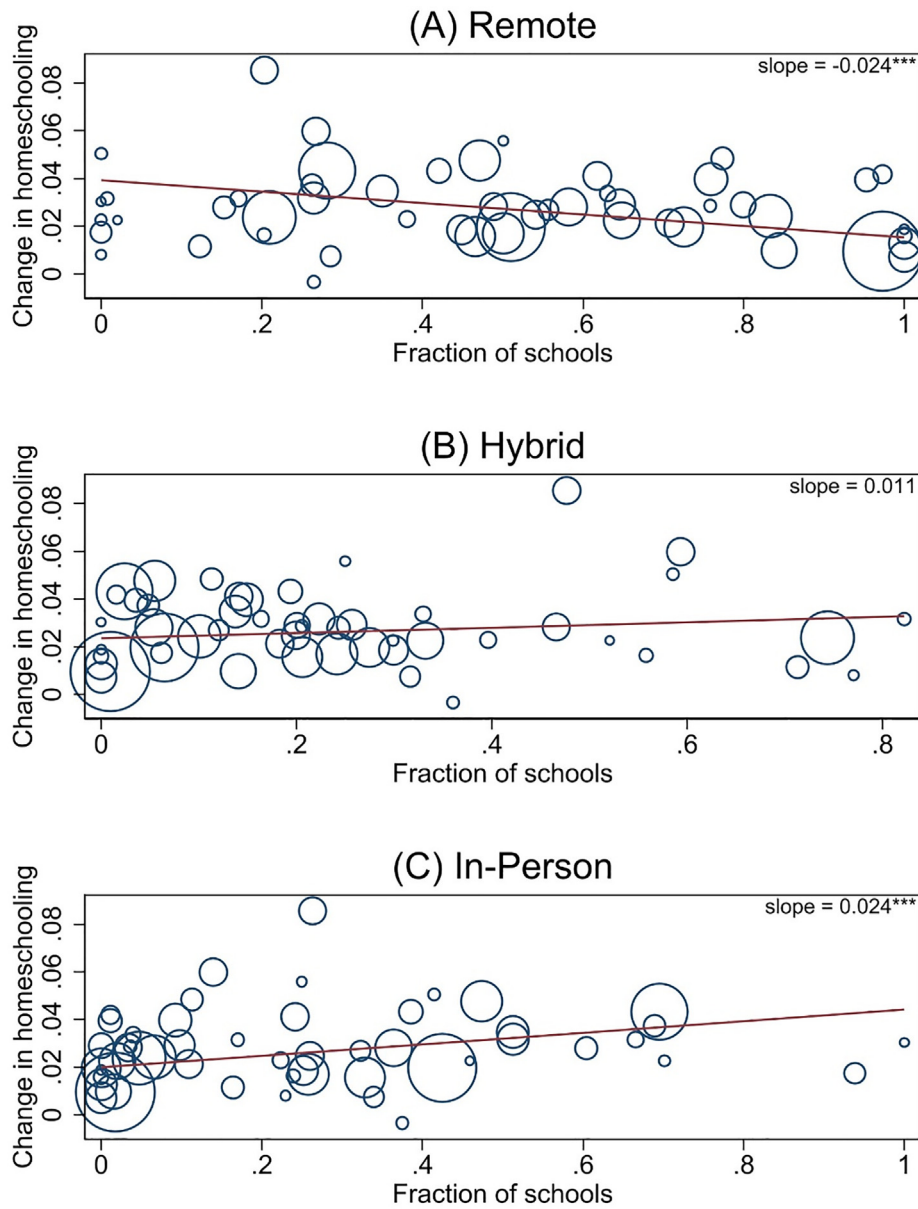 (A) Remote
slope = -0.024***
Change in homeschooling
.08
.06
.04
.02
0
0 .2 .4 .6 .8 1
Fraction of schools
(B) Hybrid
slope = 0.011
Change in homeschooling
.08
.06
.04
.02
0
0 .2 .4 .6 .8
Fraction of schools
(C) In-Person
slope = 0.024***
Change in homeschooling
.08
.06
.04
.02
0
0 .2 .4 .6 .8 1
Fraction of schools